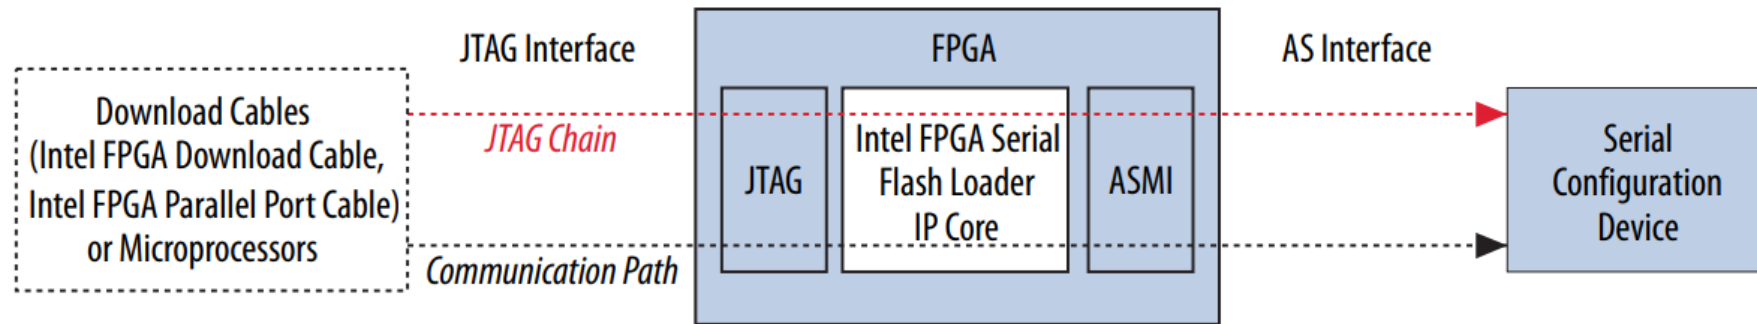 JTAG Interface
FPGA
AS Interface
Download Cables
(Intel FPGA Download Cable,
Intel FPGA Parallel Port Cable)
or Microprocessors
JTAG Chain
Communication Path
JTAG
Intel FPGA Serial
Flash Loader
IP Core
ASMI
Serial
Configuration
Device